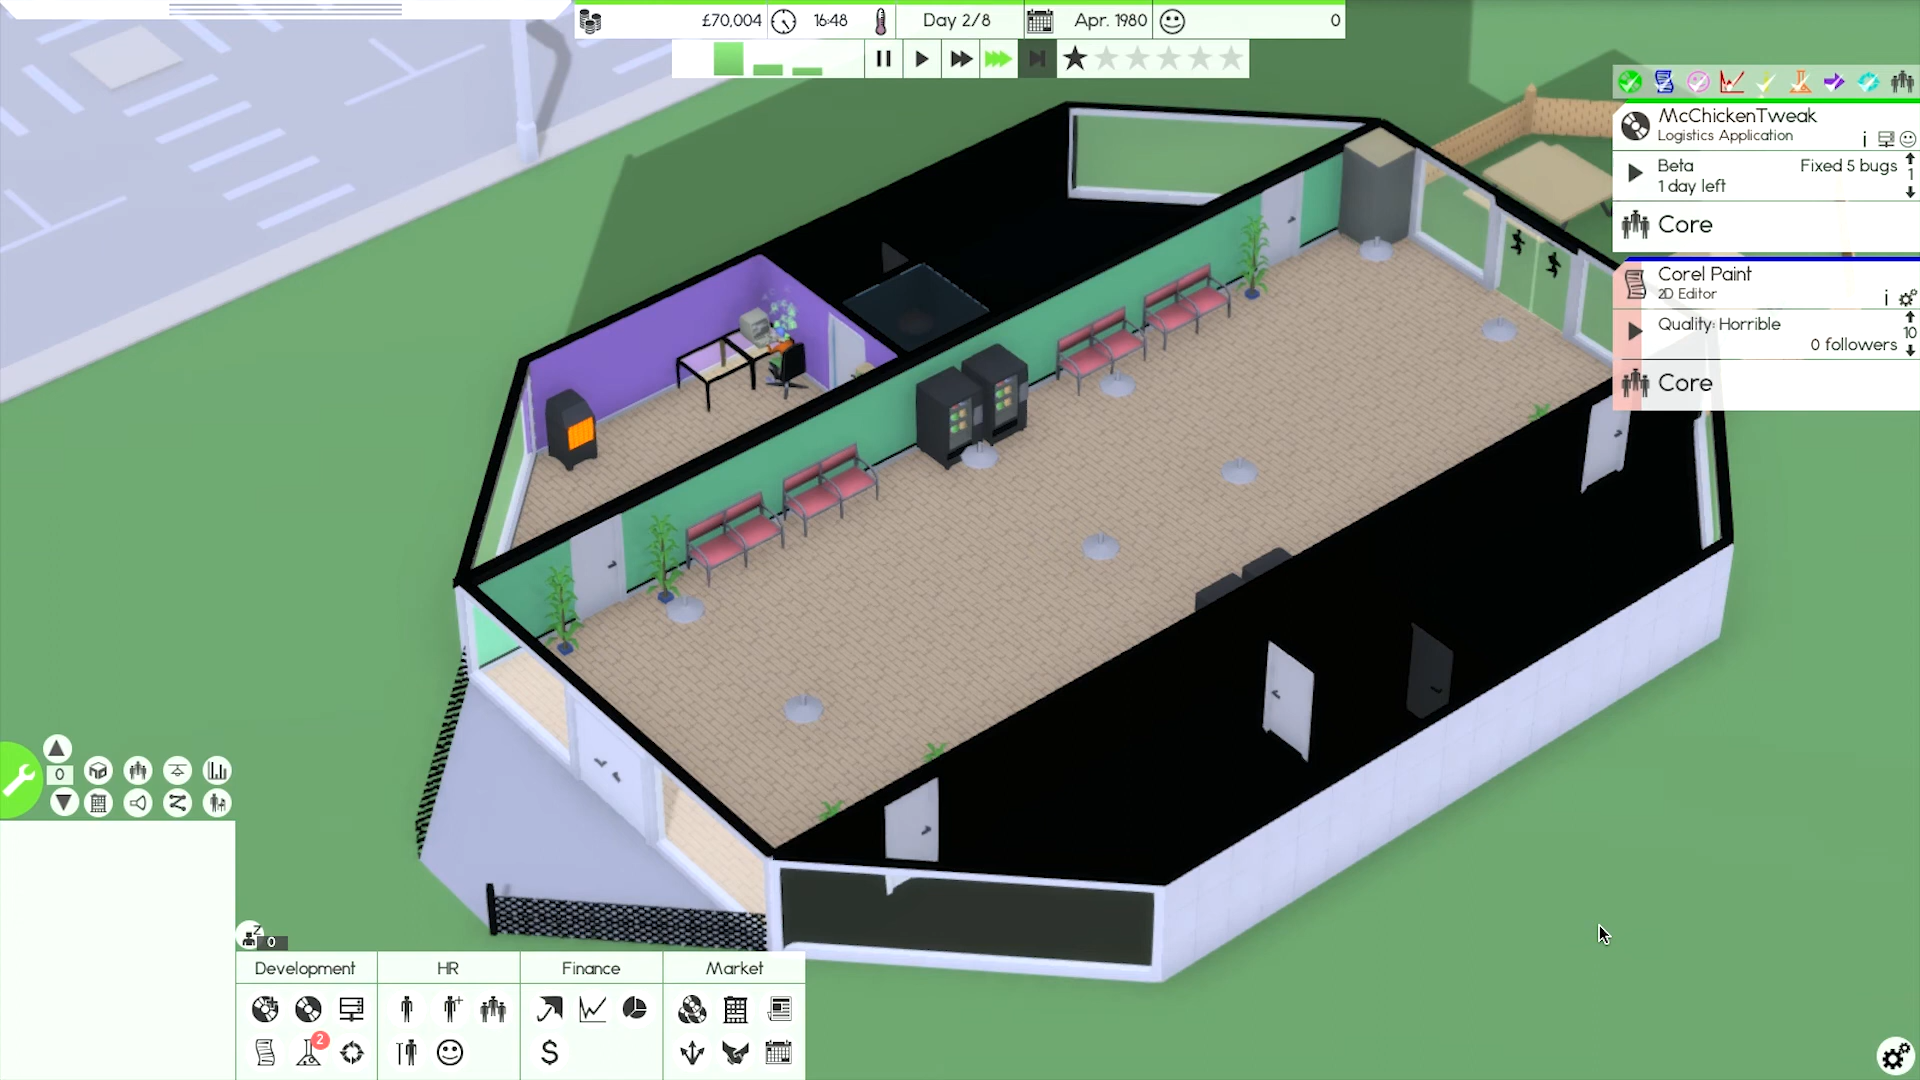 £70,004
16:48
Day 2/8
Apr. 1980
0
McChickenTweak
Logistics Application
i
Beta
Fixed 5 bugs
1
1 day left
Core
Corel Paint
2D Editor
i
Quality: Horrible
10
0 followers
Core
0
z
0
Development
HR
Finance
Market
2
$